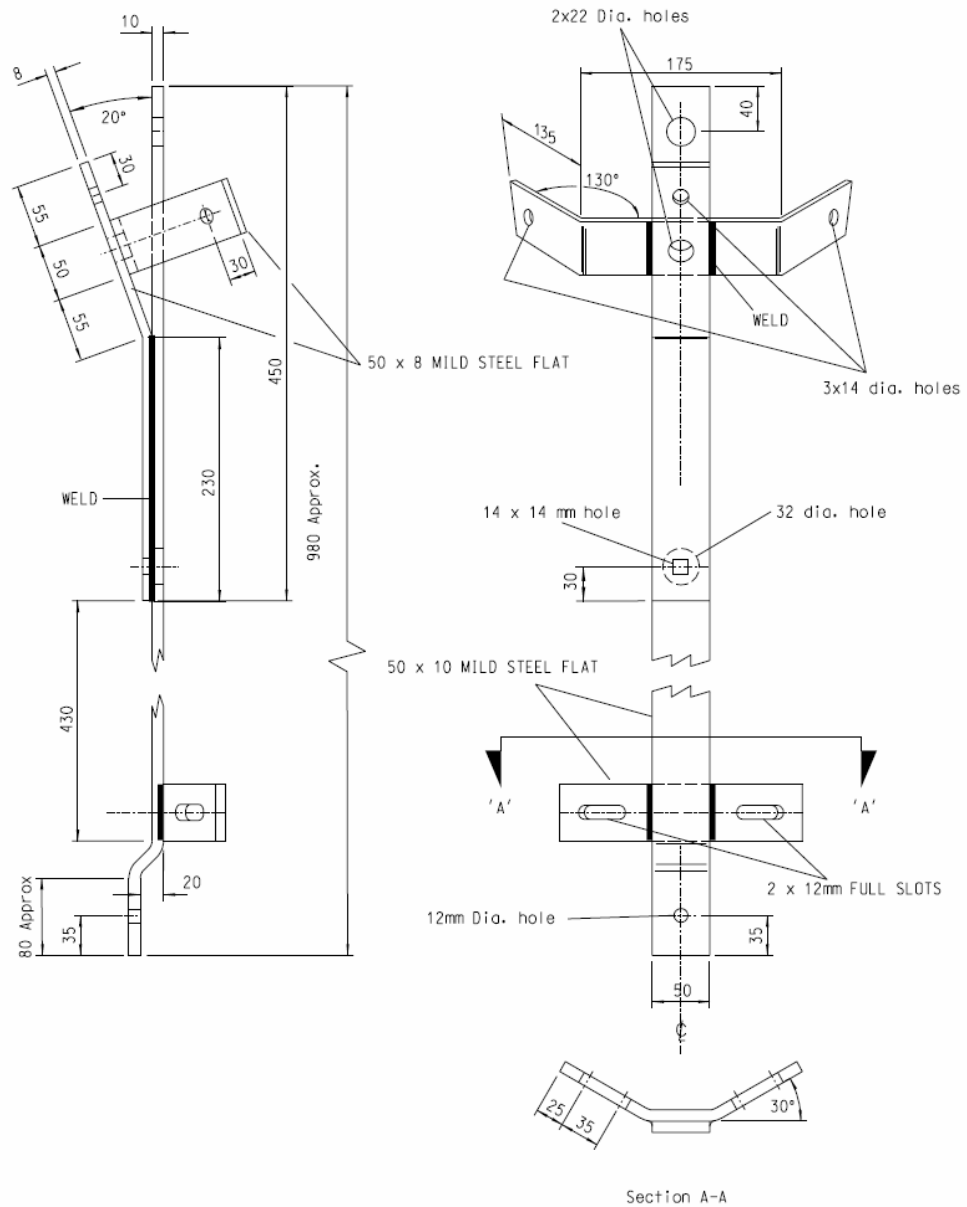 2x22 Dia. holes
10
175
8
20°
40
135
30
130°
55
50
30
55
WELD
50 x 8 MILD STEEL FLAT
3x14 dia. holes
450
230
980 Approx.
WELD
14 x 14 mm hole
32 dia. hole
30
50 x 10 MILD STEEL FLAT
430
'A'
'A'
20
2 x 12mm FULL SLOTS
80 Approx
35
12mm Dia. hole
35
50
℄
25
35
30°
Section A-A